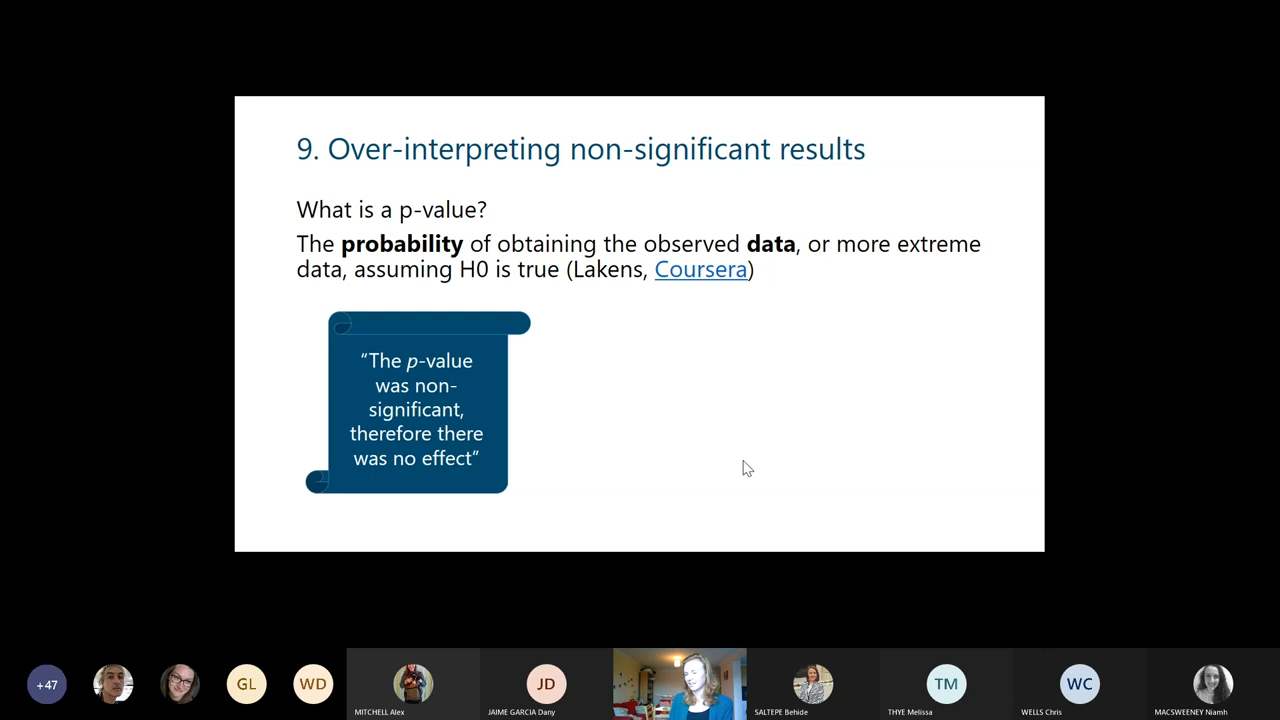 9. Over-interpreting non-significant results
What is a p-value?
The probability of obtaining the observed data, or more extreme
data, assuming H0 is true (Lakens, Coursera)
“The p-value
was non-
significant,
therefore there
was no effect”
+47
GL
WD
JD
TM
WC
MITCHELL Alex
JAIME GARCIA Dany
SALTEPE Behide
THYE Melissa
WELLS Chris
MACSWEENEY Niamh